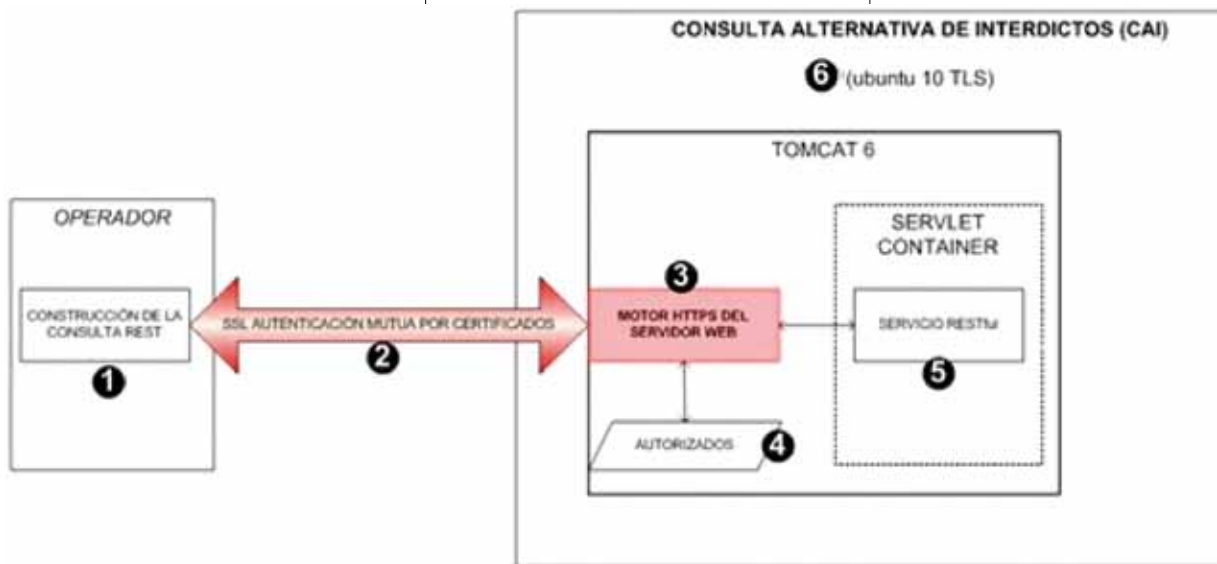 CONSULTA ALTERNATIVA DE INTERDICTOS (CAI)
6 (ubuntu 10 TLS)
TOMCAT 6
OPERADOR
SERVLET
CONTAINER
3
CONSTRUCCIÓN DE LA
CONSULTA REST
SSL AUTENTICACIÓN MUTUA POR CERTIFICADOS
MOTOR HTTPS DEL
SERVIDOR WEB
SERVICIO RESTful
1
2
5
AUTORIZADOS
4